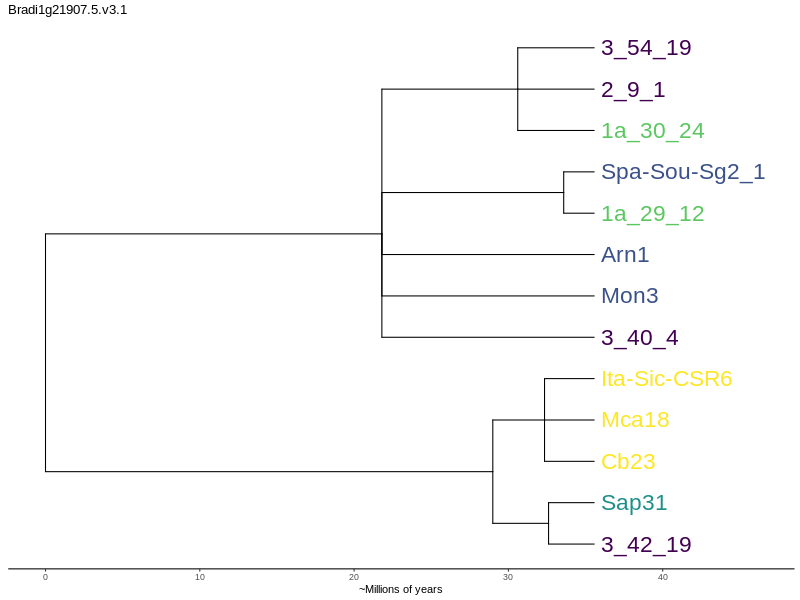 Bradi1g21907.5.v3.1
3_54_19
2_9_1
1a_30_24
Spa-Sou-Sg2_1
1a_29_12
Arn1
Mon3
3_40_4
Ita-Sic-CSR6
Mca18
Cb23
Sap31
3_42_19
0 10 20 30 40
~Millions of years